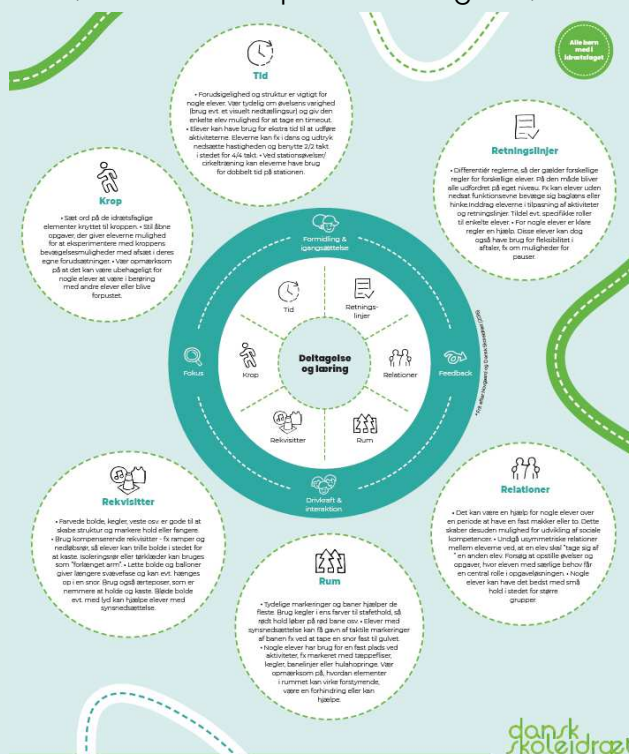 Alle børn
med i
idrætsfaget
Tid
• Forudsigelighed og struktur er vigtigt for
nogle elever. Vær tydelig om øvelsens varighed
(brug evt. et visuelt nedtællingsur) og giv den
enkelte elev mulighed for at tage en timeout.
• Elever kan have brug for ekstra tid til at udføre
aktiviteterne. Eleverne kan fx i dans og udtryk
nedsætte hastigheden og benytte 2/2 takt
i stedet for 4/4 takt. • Ved stationsøvelser/
cirkeltræning kan eleverne have brug
for dobbelt tid på stationen.
Retningslinjer
• Differentiér reglerne, så der gælder forskellige
regler for forskellige elever. På den måde bliver
alle udfordret på eget niveau. Fx kan elever uden
nedsat funktionsevne bevæge sig baglæns eller
hinke. Inddrag eleverne i tilpasning af aktiviteter
og retningslinjer. Tildel evt. specifikke roller
til enkelte elever. • For nogle elever er klare
regler en hjælp. Disse elever kan dog
også have brug for fleksibilitet i
aftaler, fx om muligheder for
pauser.
Krop
• Sæt ord på de idrætsfaglige
elementer knyttet til kroppen. • Stil åbne
opgaver, der giver eleverne mulighed
for at eksperimentere med kroppens
bevægelsesmuligheder med afsæt i deres
egne forudsætninger. • Vær opmærksom
på at det kan være ubehageligt for
nogle elever at være i berøring
med andre elever eller blive
forpustet.
Formidling &
igangsættelse
Tid
Retnings-
linjer
Fokus
Krop
Deltagelse
og læring
Relationer
Feedback
Rekvisitter
Rum
Drivkraft &
interaktion
Rekvisitter
• Farvede bolde, kegler, veste osv. er gode til at
skabe struktur og markere hold eller fangere.
• Brug kompenserende rekvisitter - fx ramper og
nedløbsrør, så elever kan trille bolde i stedet for
at kaste. Isoleringsrør eller tørklæder kan bruges
som "forlænget arm". • Lette bolde og balloner
giver længere svævefase og kan evt. hænges
op i en snor. Brug også ærteposer, som er
nemmere at holde og kaste. Bløde bolde
evt. med lyd kan hjælpe elever med
synsnedsættelse.
Rum
• Tydelige markeringer og baner hjælper de
fleste. Brug kegler i ens farver til stafethold, så
rødt hold løber på rød bane osv. • Elever med
synsnedsættelse kan få gavn af taktile markeringer
af banen fx ved at tape en snor fast til gulvet.
• Nogle elever har brug for en fast plads ved
aktiviteter, fx markeret med tæppefliser,
kegler, banelinjer eller hulahopringe. Vær
opmærksom på, hvordan elementer
i rummet kan virke forstyrrende,
være en forhindring eller kan
hjælpe.
Relationer
• Det kan være en hjælp for nogle elever over
en periode at have en fast makker eller to. Dette
skaber desuden mulighed for udvikling af sociale
kompetencer. • Undgå usymmetriske relationer
mellem eleverne ved, at en elev skal "tage sig af
" en anden elev. Forsøg at opstille øvelser og
opgaver, hvor eleven med særlige behov får
en central rolle i opgaveløsningen. • Nogle
elever kan have det bedst med små
hold i stedet for større
grupper.
dansk
skoleidræt